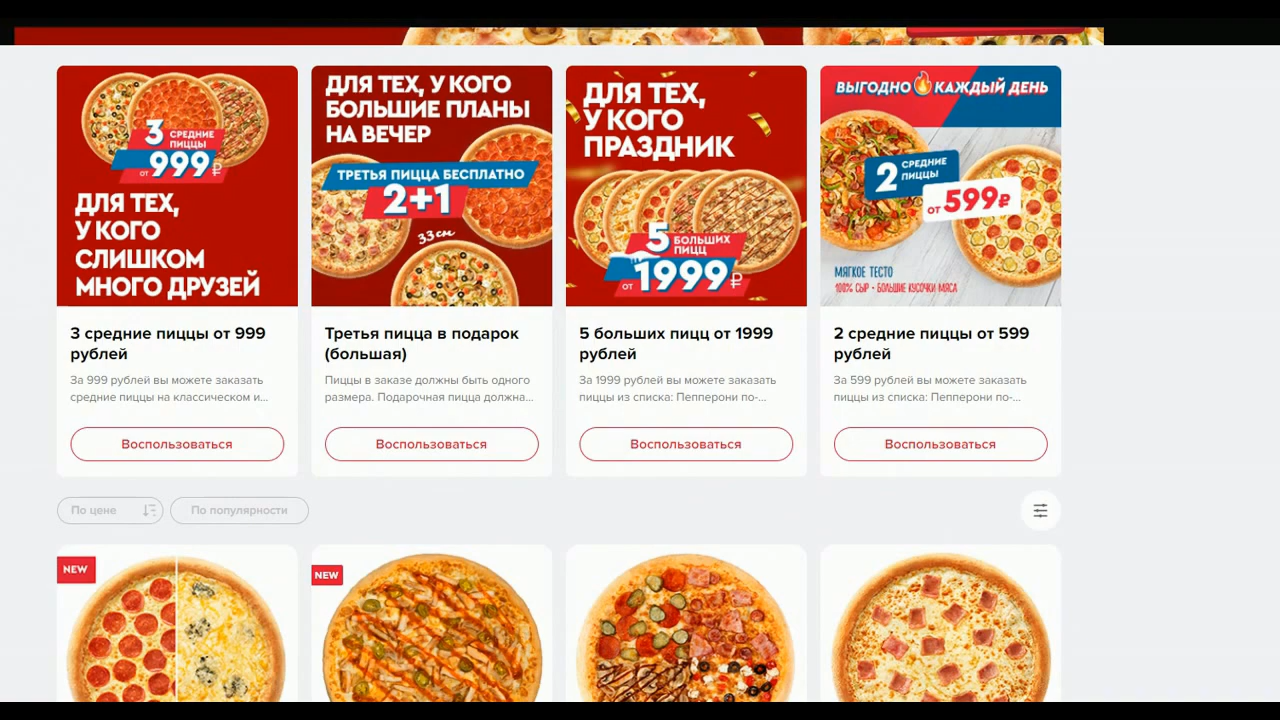 3 СРЕДНИЕ
ПИЦЦЫ
ОТ 999 ₽
ДЛЯ ТЕХ,
У КОГО
СЛИШКОМ
МНОГО ДРУЗЕЙ
3 средние пиццы от 999
рублей
За 999 рублей вы можете заказать
средние пиццы на классическом и...
Воспользоваться
ДЛЯ ТЕХ, У КОГО
БОЛЬШИЕ ПЛАНЫ
НА ВЕЧЕР
ТРЕТЬЯ ПИЦЦА БЕСПЛАТНО
2+1
33 см
Третья пицца в подарок
(большая)
Пиццы в заказе должны быть одного
размера. Подарочная пицца должна...
Воспользоваться
ДЛЯ ТЕХ,
У КОГО
ПРАЗДНИК
5 БОЛЬШИХ
ПИЦЦ
ОТ 1999 ₽
5 больших пицц от 1999
рублей
За 1999 рублей вы можете заказать
пиццы из списка: Пепперони по-...
Воспользоваться
ВЫГОДНО КАЖДЫЙ ДЕНЬ
2 СРЕДНИЕ
ПИЦЦЫ
ОТ 599₽
МЯГКОЕ ТЕСТО
100% СЫР • БОЛЬШИЕ КУСОЧКИ МЯСА
2 средние пиццы от 599
рублей
За 599 рублей вы можете заказать
пиццы из списка: Пепперони по-...
Воспользоваться
По цене
По популярности
NEW
NEW